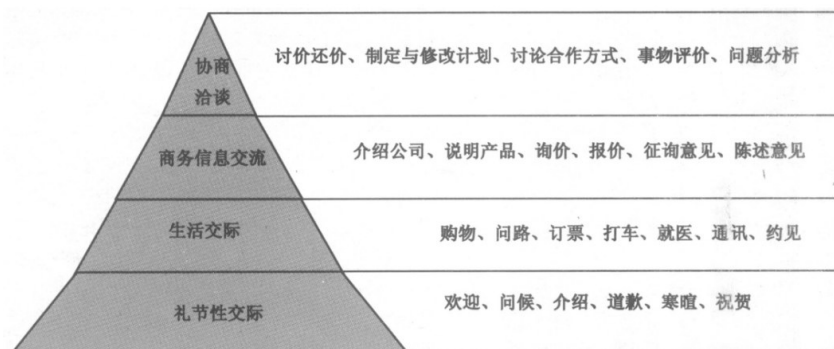 协商
洽谈
讨价还价、制定与修改计划、讨论合作方式、事物评价、问题分析
商务信息交流
介绍公司、说明产品、询价、报价、征询意见、陈述意见
生活交际
购物、问路、订票、打车、就医、通讯、约见
礼节性交际
欢迎、问候、介绍、道歉、寒暄、祝贺